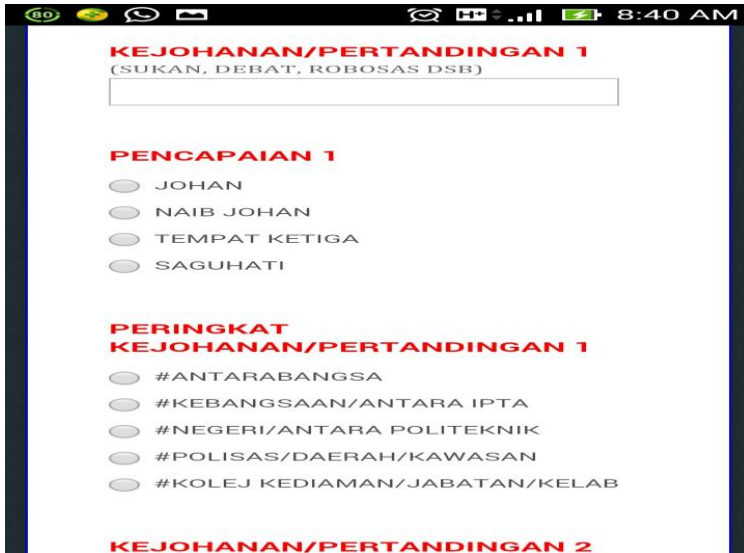 80
H+
8:40 AM
KEJOHANAN/PERTANDINGAN 1
(SUKAN, DEBAT, ROBOSAS DSB)
PENCAPAIAN 1
JOHAN
NAIB JOHAN
TEMPAT KETIGA
SAGUHATI
PERINGKAT
KEJOHANAN/PERTANDINGAN 1
#ANTARABANGSA
#KEBANGSAAN/ANTARA IPTA
#NEGERI/ANTARA POLITEKNIK
#POLISAS/DAERAH/KAWASAN
#KOLEJ KEDIAMAN/JABATAN/KELAB
KEJOHANAN/PERTANDINGAN 2